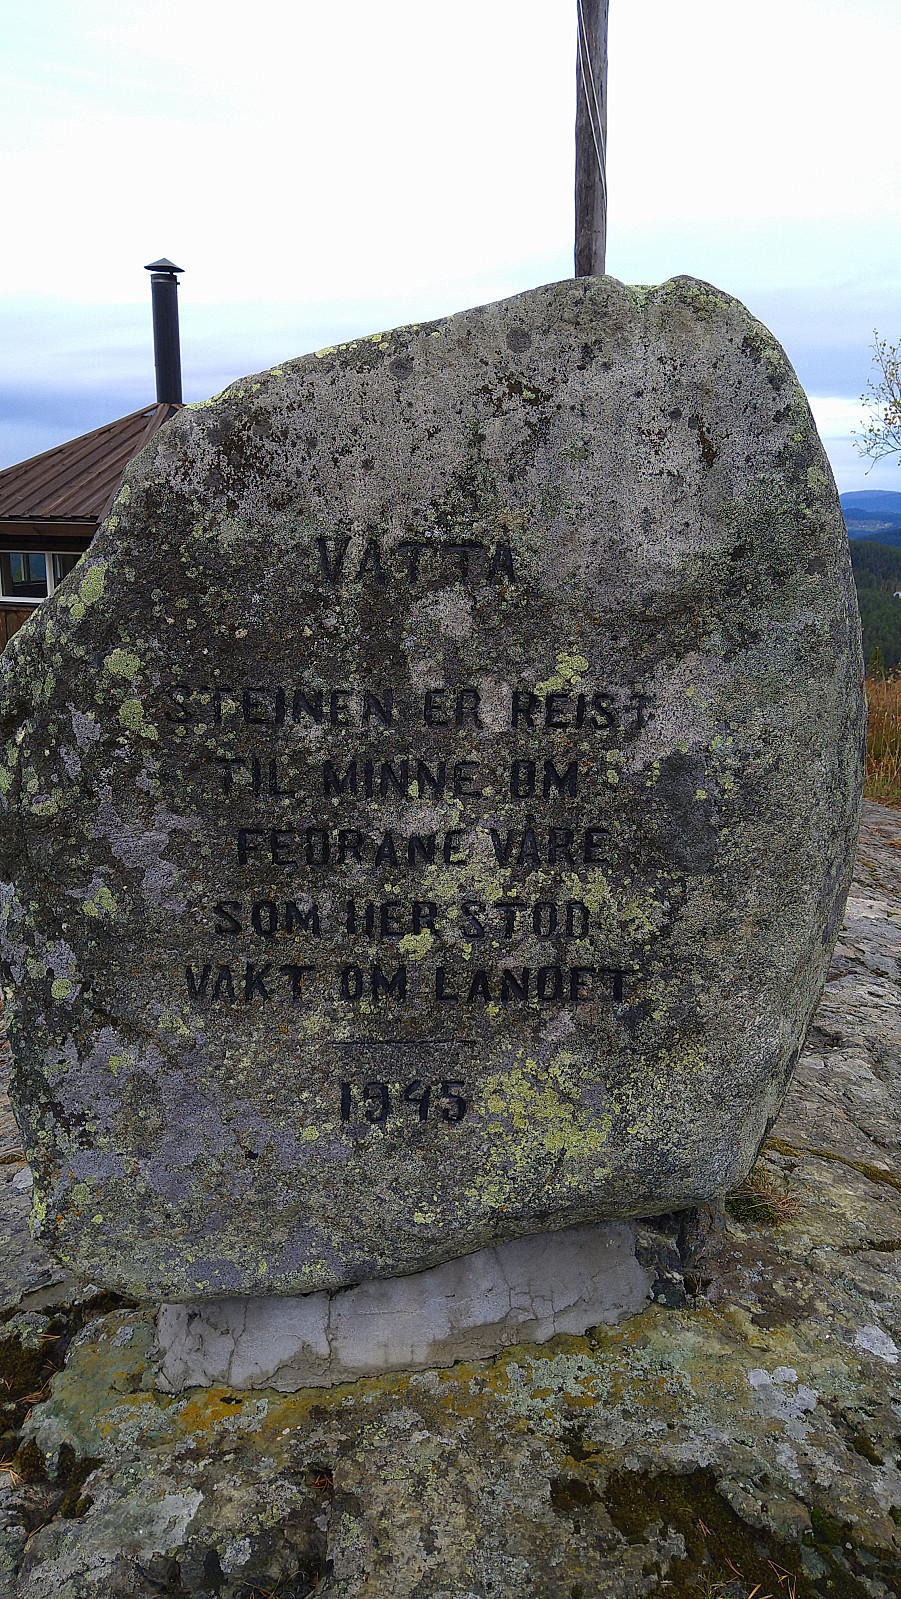 VATTA
STEINEN ER REIST
TIL MINNE OM
FEDRANE VÅRE
SOM HER STOD
VAKT OM LANDET
1945